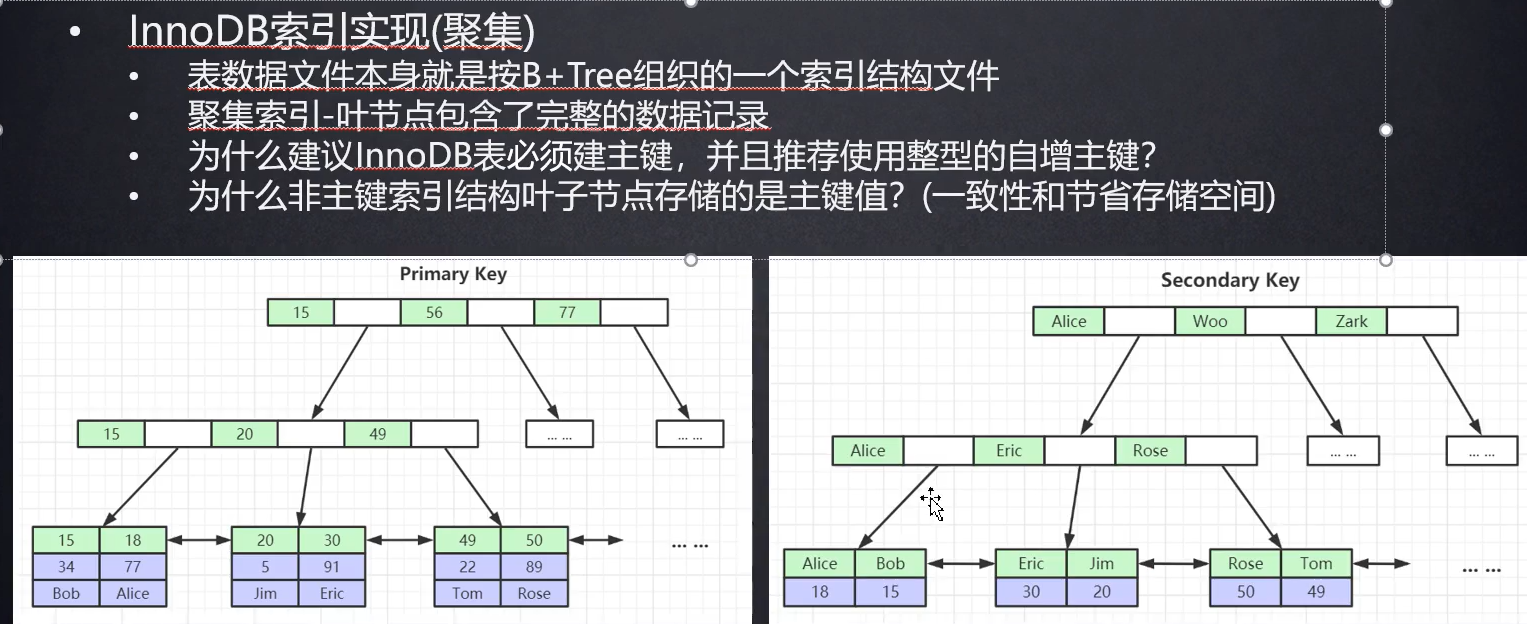 • InnoDB索引实现(聚集)
• 表数据文件本身就是按B+Tree组织的一个索引结构文件
• 聚集索引-叶节点包含了完整的数据记录
• 为什么建议InnoDB表必须建主键，并且推荐使用整型的自增主键？
• 为什么非主键索引结构叶子节点存储的是主键值？(一致性和节省存储空间)
Primary Key
15 56 77
15 20 49 ... ... ... ...
15 18 20 30 49 50 ... ...
34 77 5 91 22 89
Bob Alice Jim Eric Tom Rose
Secondary Key
Alice Woo Zark
Alice Eric Rose ... ... ... ...
Alice Bob Eric Jim Rose Tom ... ...
18 15 30 20 50 49